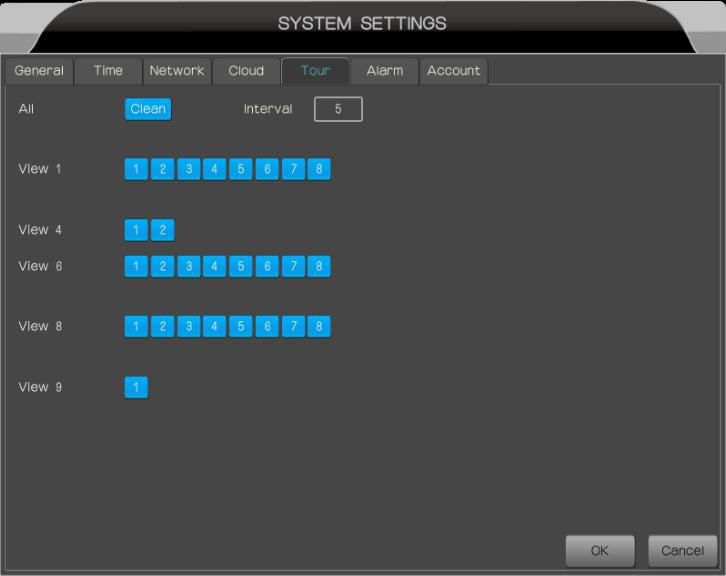 SYSTEM SETTINGS
General Time Network Cloud Tour Alarm Account
All Clean Interval 5
View 1 1 2 3 4 5 6 7 8
View 4 1 2
View 6 1 2 3 4 5 6 7 8
View 8 1 2 3 4 5 6 7 8
View 9 1
OK Cancel